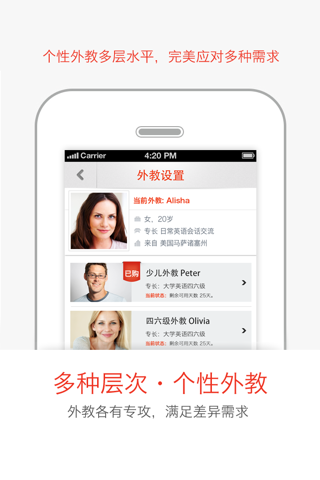 个性外教多层水平，完美应对多种需求
Carrier 4:20 PM
外教设置
当前外教: Alisha
女，20岁
专长 日常英语会话交流
来自 美国马萨诸塞州
已购
少儿外教 Peter
专长：大学英语四六级
当前状态：剩余可用天数 25天。
四六级外教 Olivia
专长：大学英语四六级
当前状态：剩余可用天数 25天。
多种层次·个性外教
外教各有专攻，满足差异需求